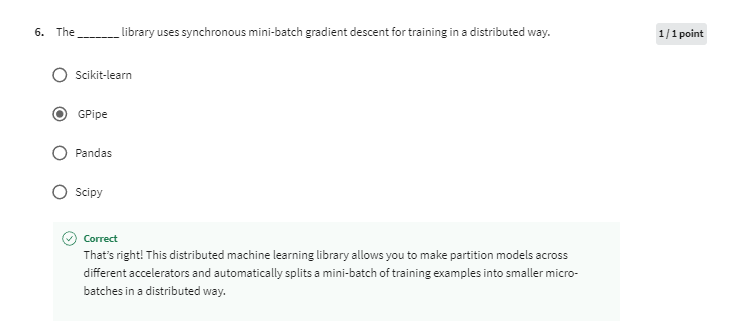 6. The _______ library uses synchronous mini-batch gradient descent for training in a distributed way.
1 / 1 point
Scikit-learn
GPipe
Pandas
Scipy
Correct
That's right! This distributed machine learning library allows you to make partition models across
different accelerators and automatically splits a mini-batch of training examples into smaller micro-
batches in a distributed way.